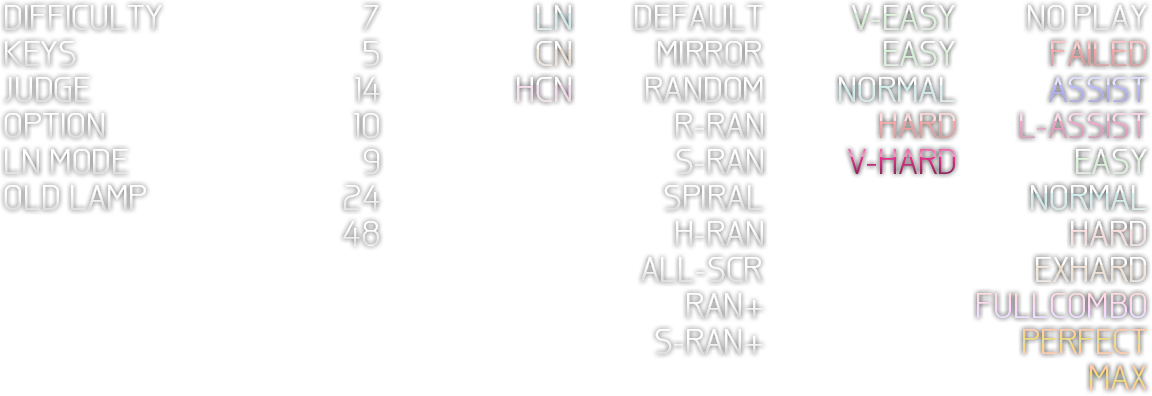 DIFFICULTY 7 LN DEFAULT V-EASY NO PLAY
KEYS 5 CN MIRROR EASY FAILED
JUDGE 14 HCN RANDOM NORMAL ASSIST
OPTION 10 R-RAN HARD L-ASSIST
LN MODE 9 S-RAN V-HARD EASY
OLD LAMP 24 SPIRAL NORMAL
48 H-RAN HARD
ALL-SCR EXHARD
RAN+ FULLCOMBO
S-RAN+ PERFECT
MAX